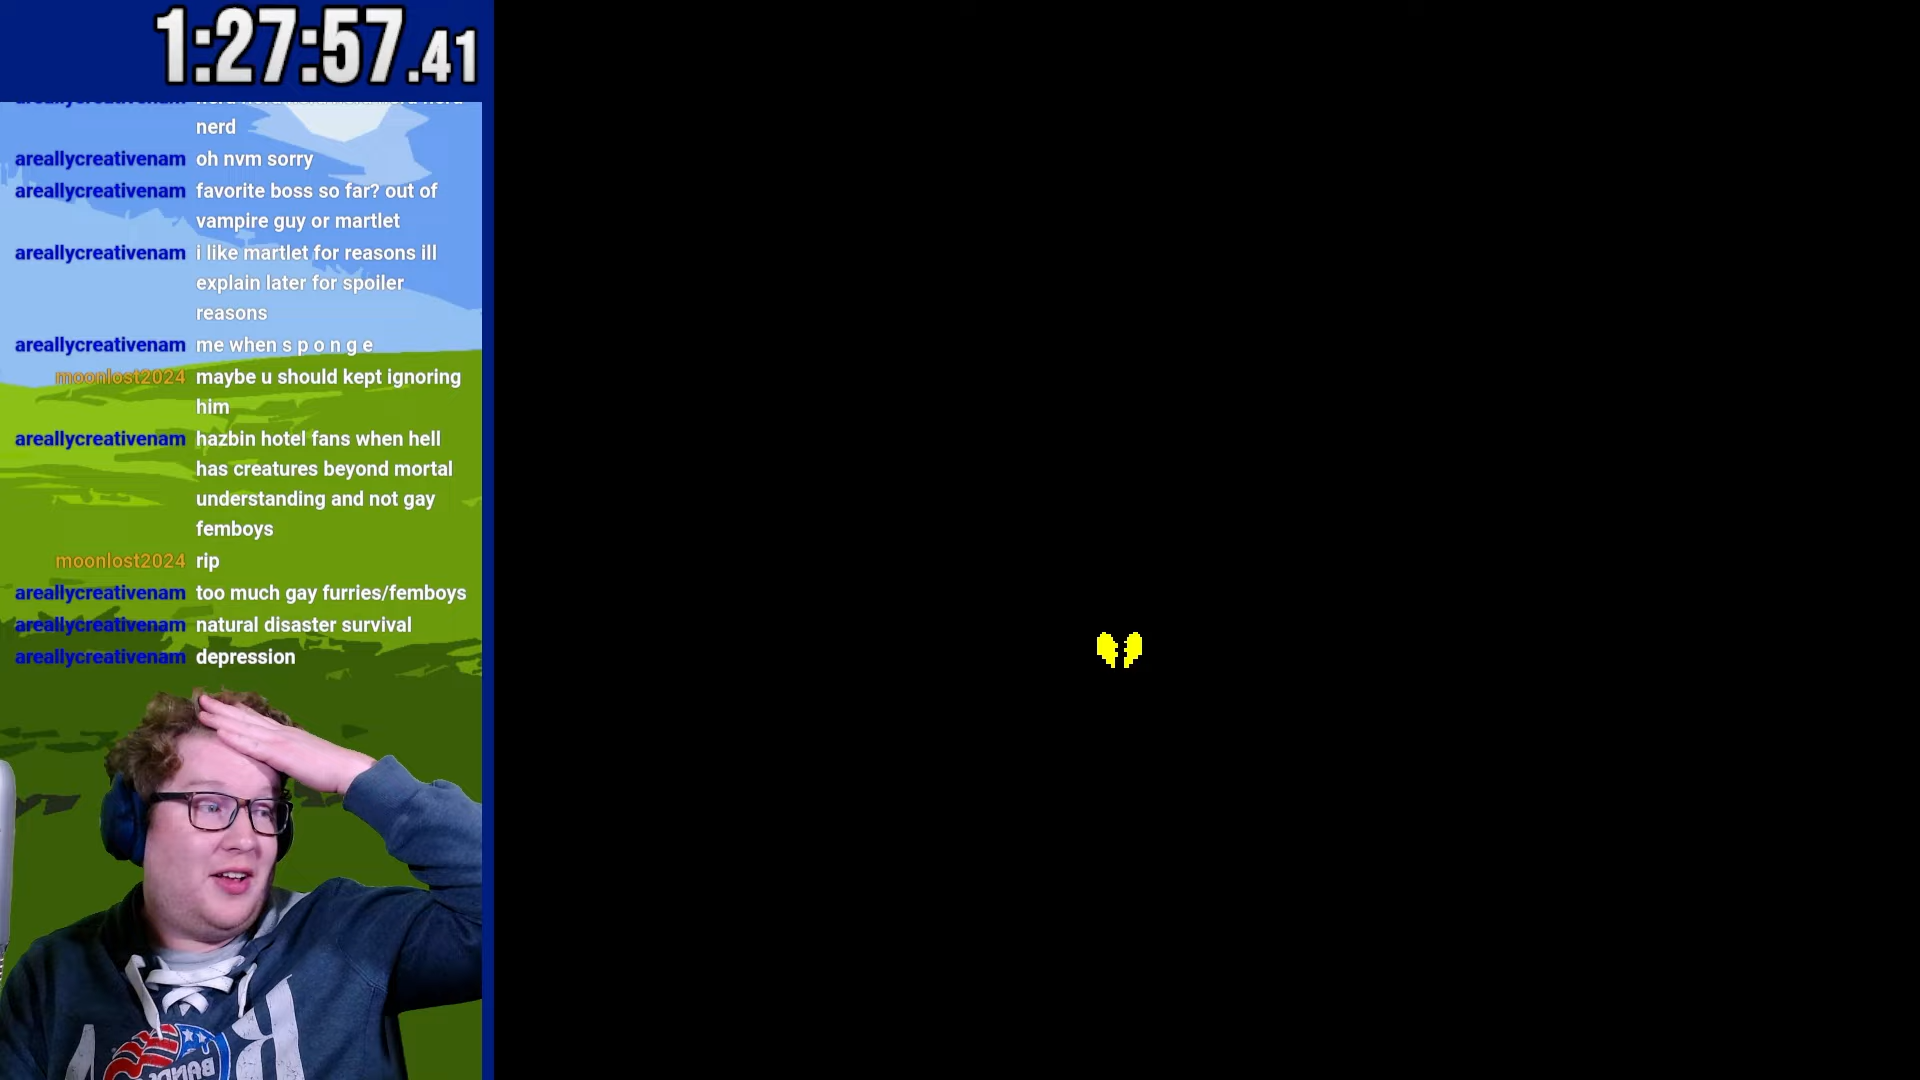 1:27:57.41
nerd
areallycreativenam oh nvm sorry
areallycreativenam favorite boss so far? out of
vampire guy or martlet
areallycreativenam i like martlet for reasons ill
explain later for spoiler
reasons
areallycreativenam me when s p o n g e
moonlost2024 maybe u should kept ignoring
him
areallycreativenam hazbin hotel fans when hell
has creatures beyond mortal
understanding and not gay
femboys
moonlost2024 rip
areallycreativenam too much gay furries/femboys
areallycreativenam natural disaster survival
areallycreativenam depression